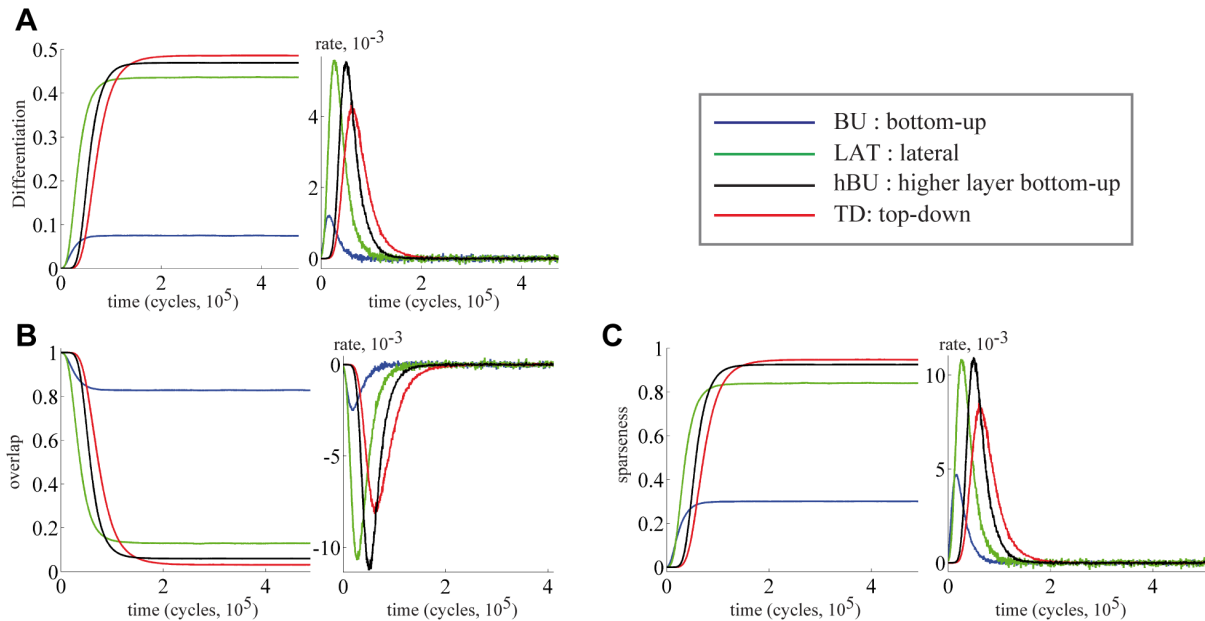 A
Differentiation
0.5
0.4
0.3
0.2
0.1
0
0
2
4
time (cycles, 10^5)
rate, 10^-3
4
2
0
0
2
4
time (cycles, 10^5)
BU : bottom-up
LAT : lateral
hBU : higher layer bottom-up
TD: top-down
B
overlap
1
0.8
0.6
0.4
0.2
0
0
2
4
time (cycles, 10^5)
rate, 10^-3
0
-5
-10
0
2
4
time (cycles, 10^5)
C
sparseness
1
0.8
0.6
0.4
0.2
0
0
2
4
time (cycles, 10^5)
rate, 10^-3
10
5
0
0
2
4
time (cycles, 10^5)